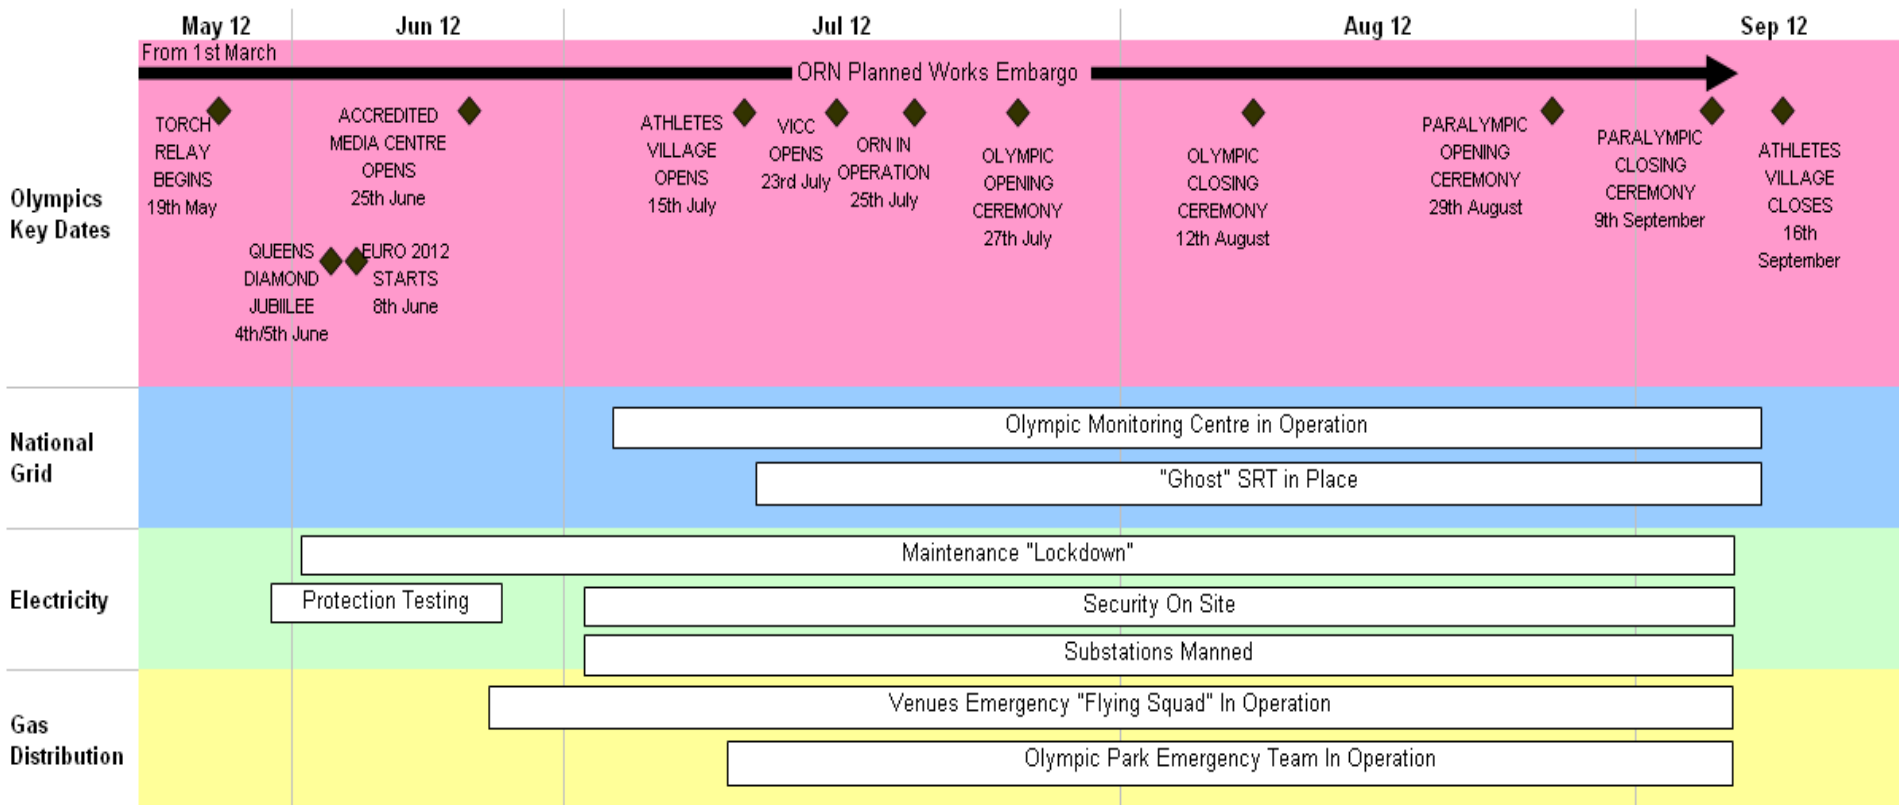 May 12
Jun 12
Jul 12
Aug 12
Sep 12
From 1st March
ORN Planned Works Embargo
Olympics
Key Dates
TORCH
RELAY
BEGINS
19th May
ACCREDITED
MEDIA CENTRE
OPENS
25th June
ATHLETES
VILLAGE
OPENS
15th July
VICC
OPENS
23rd July
ORN IN
OPERATION
25th July
OLYMPIC
OPENING
CEREMONY
27th July
OLYMPIC
CLOSING
CEREMONY
12th August
PARALYMPIC
OPENING
CEREMONY
29th August
PARALYMPIC
CLOSING
CEREMONY
9th September
ATHLETES
VILLAGE
CLOSES
16th
September
QUEENS
DIAMOND
JUBIILEE
4th/5th June
EURO 2012
STARTS
8th June
National
Grid
Olympic Monitoring Centre in Operation
"Ghost" SRT in Place
Electricity
Maintenance "Lockdown"
Protection Testing
Security On Site
Substations Manned
Gas
Distribution
Venues Emergency "Flying Squad" In Operation
Olympic Park Emergency Team In Operation